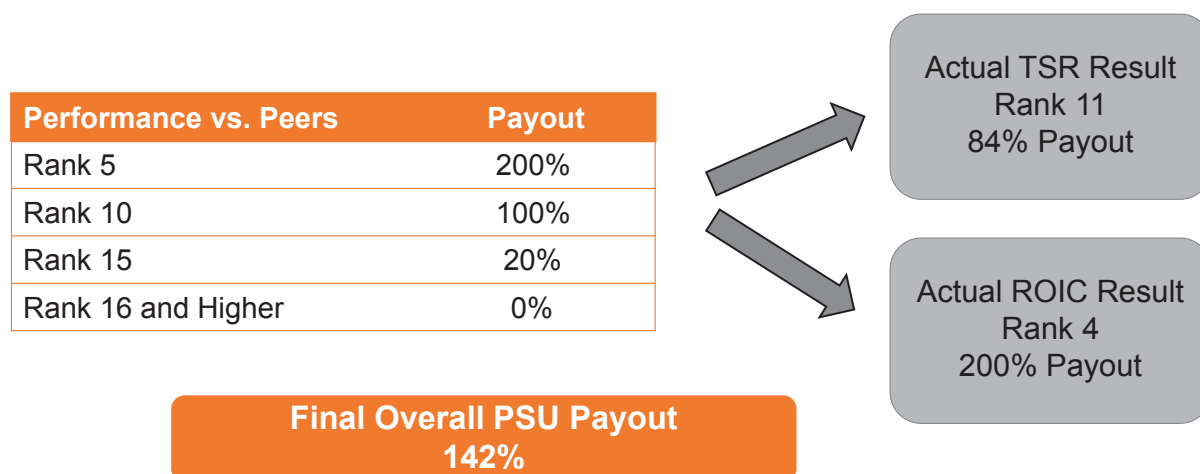 Performance vs. Peers Payout
Rank 5 200%
Rank 10 100%
Rank 15 20%
Rank 16 and Higher 0%
Actual TSR Result
Rank 11
84% Payout
Actual ROIC Result
Rank 4
200% Payout
Final Overall PSU Payout
142%